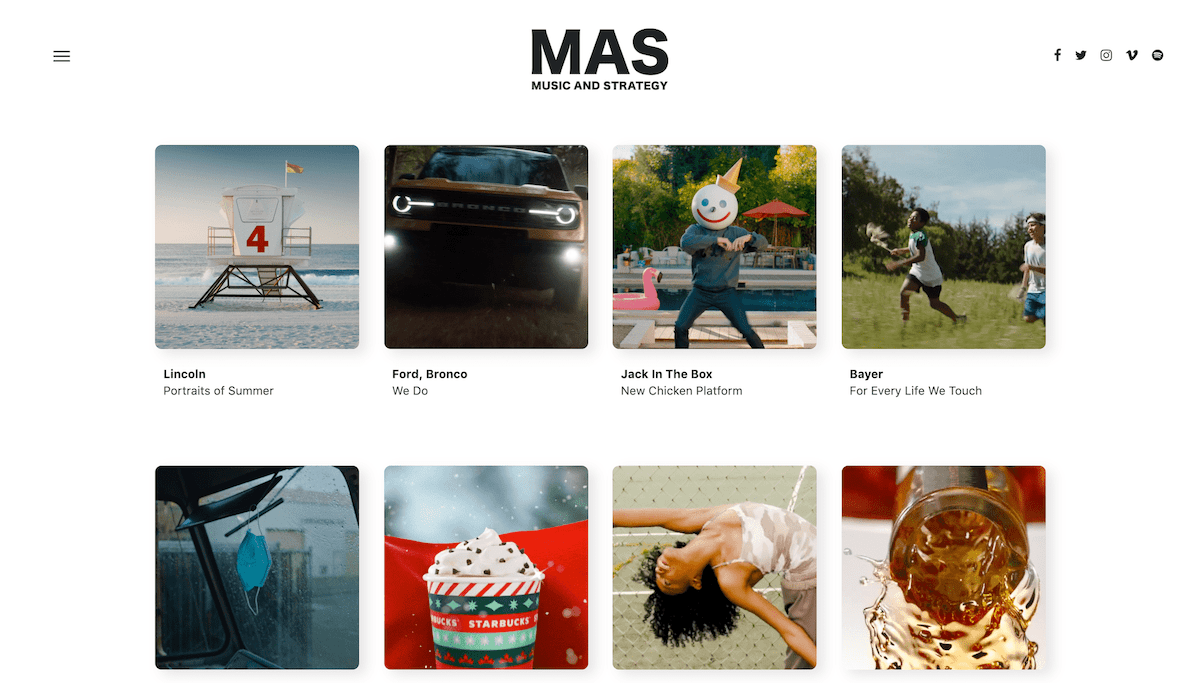 MAS
MUSIC AND STRATEGY
4
BRONCO
Lincoln
Portraits of Summer
Ford, Bronco
We Do
Jack In The Box
New Chicken Platform
Bayer
For Every Life We Touch
STARBUCKS